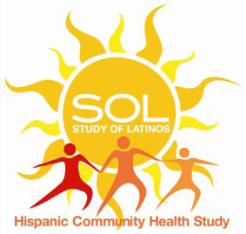 SOL
STUDY OF LATINOS
Hispanic Community Health Study